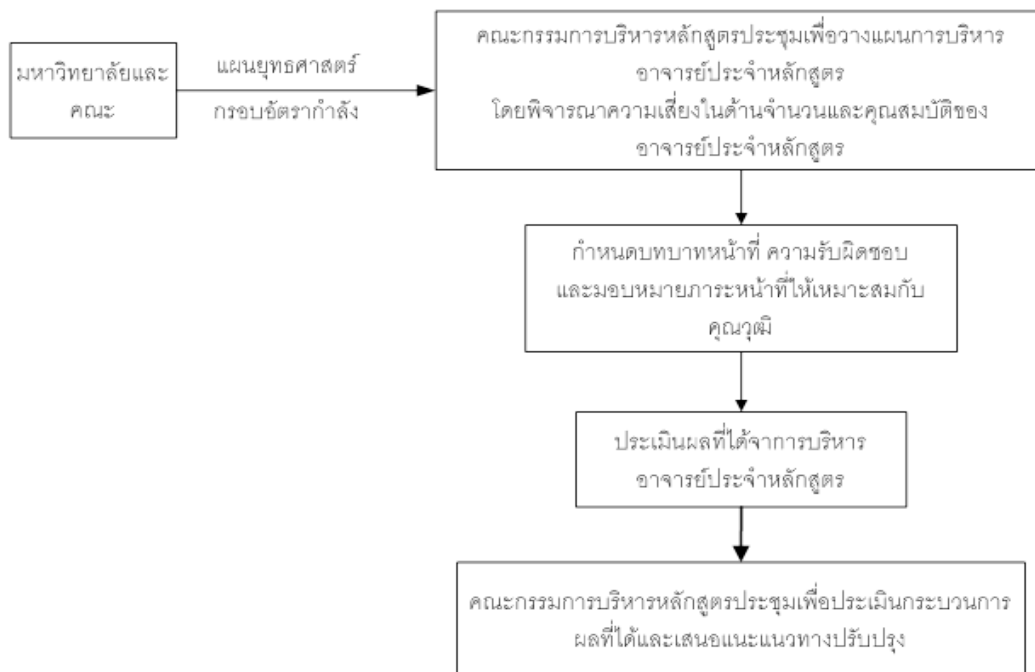 มหาวิทยาลัยและ
คณะ
แผนยุทธศาสตร์
กรอบอัตรากำลัง
คณะกรรมการบริหารหลักสูตรประชุมเพื่อวางแผนการบริหาร
อาจารย์ประจำหลักสูตร
โดยพิจารณาความเสี่ยงในด้านจำนวนและคุณสมบัติของ
อาจารย์ประจำหลักสูตร
กำหนดบทบาทหน้าที่ ความรับผิดชอบ
และมอบหมายภาระหน้าที่ให้เหมาะสมกับ
คุณวุฒิ
ประเมินผลที่ได้จาการบริหาร
อาจารย์ประจำหลักสูตร
คณะกรรมการบริหารหลักสูตรประชุมเพื่อประเมินกระบวนการ
ผลที่ได้และเสนอแนะแนวทางปรับปรุง